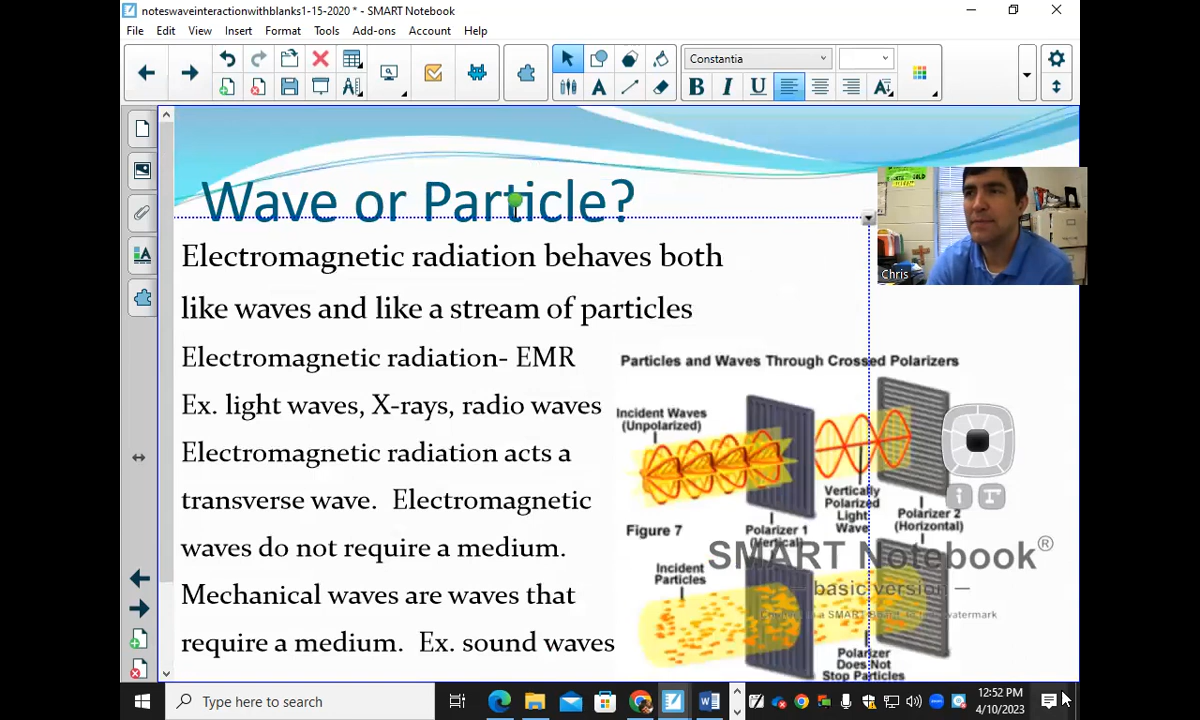 noteswaveinteractionwithblanks1-15-2020 * - SMART Notebook
File Edit View Insert Format Tools Add-ons Account Help
Constantia
B I U
Wave or Particle?
Electromagnetic radiation behaves both
like waves and like a stream of particles
Electromagnetic radiation- EMR
Ex. light waves, X-rays, radio waves
Electromagnetic radiation acts a
transverse wave. Electromagnetic
waves do not require a medium.
Mechanical waves are waves that
require a medium. Ex. sound waves
Chris
Particles and Waves Through Crossed Polarizers
Incident Waves
(Unpolarized)
Vertically
Polarized
Light
Wave
Polarizer 2
(Horizontal)
Figure 7
Polarizer 1
(Vertical)
SMART Notebook®
— basic version —
Incident
Particles
watermark
Polarizer
Does Not
Stop Particles
Type here to search
12:52 PM
4/10/2023